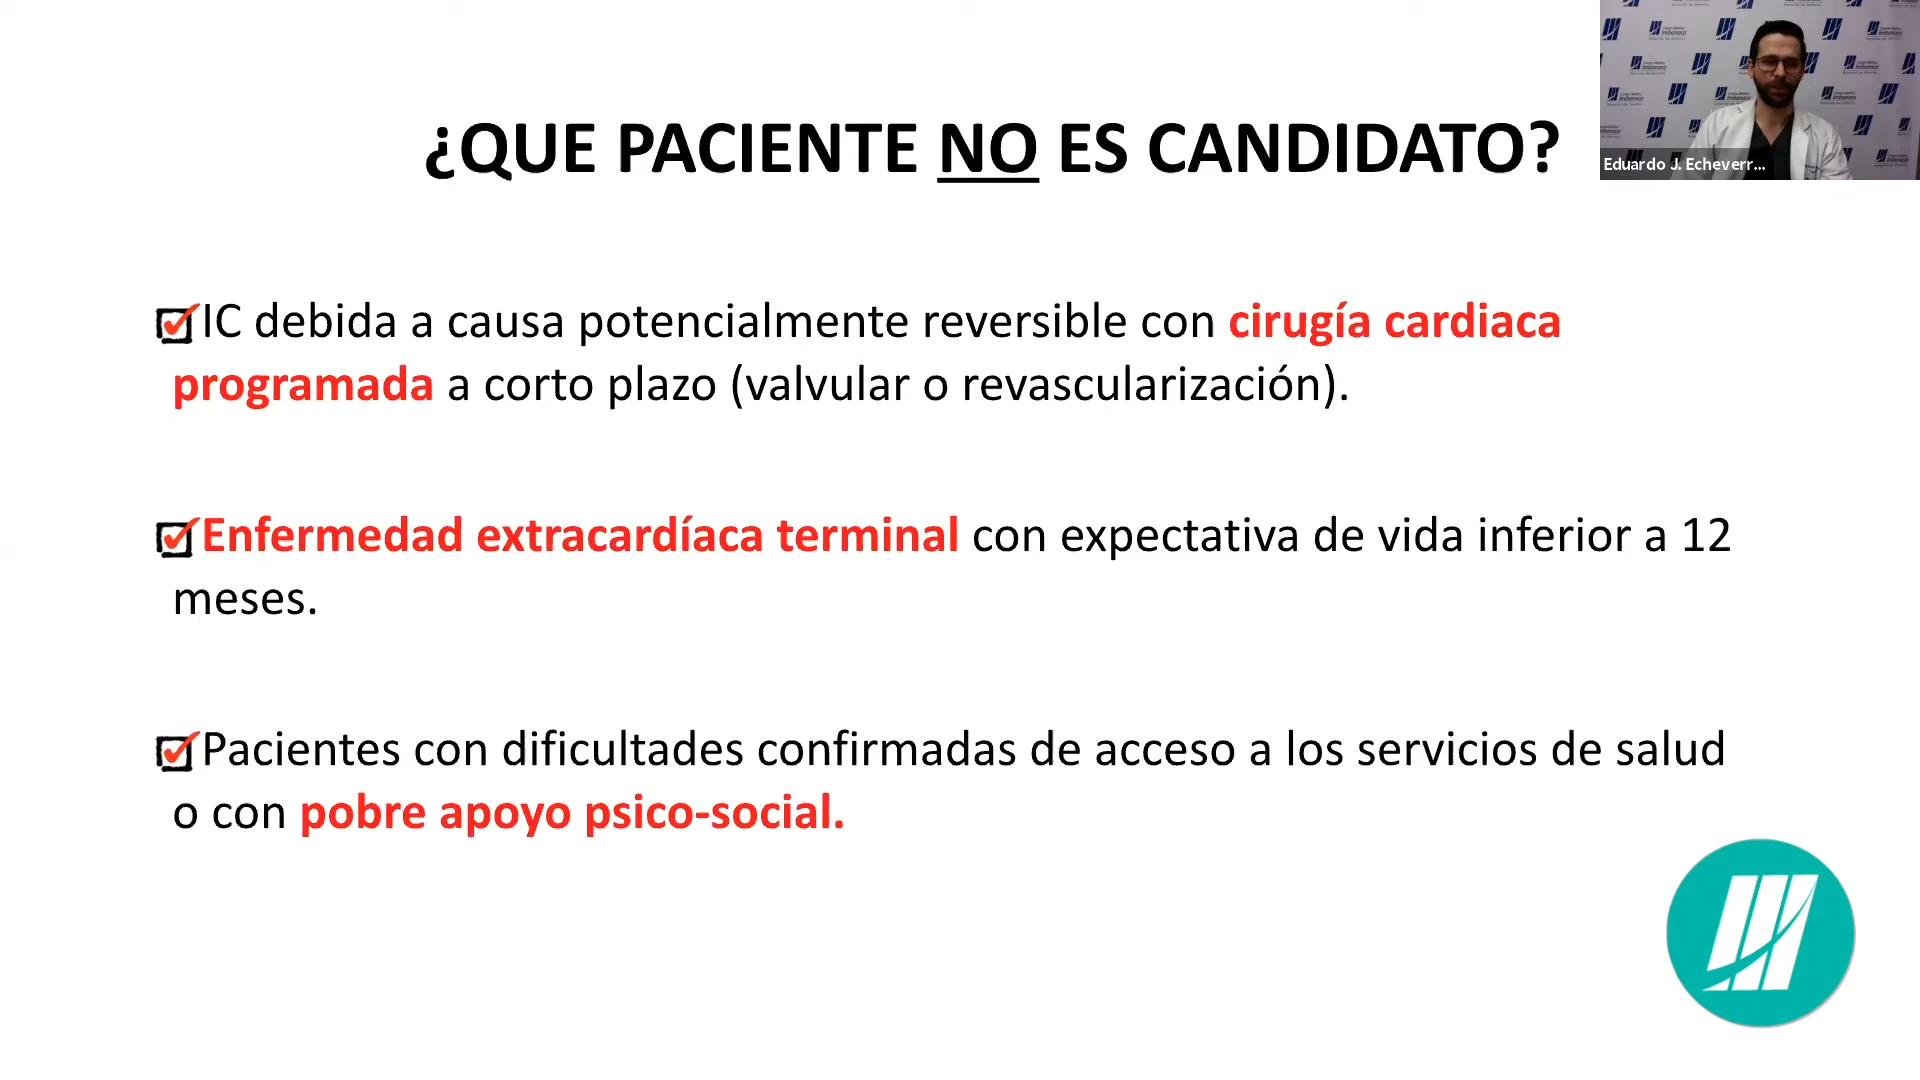 ¿QUE PACIENTE NO ES CANDIDATO?
Eduardo J. Echeverr...
IC debida a causa potencialmente reversible con cirugía cardiaca
programada a corto plazo (valvular o revascularización).
Enfermedad extracardíaca terminal con expectativa de vida inferior a 12
meses.
Pacientes con dificultades confirmadas de acceso a los servicios de salud
o con pobre apoyo psico-social.